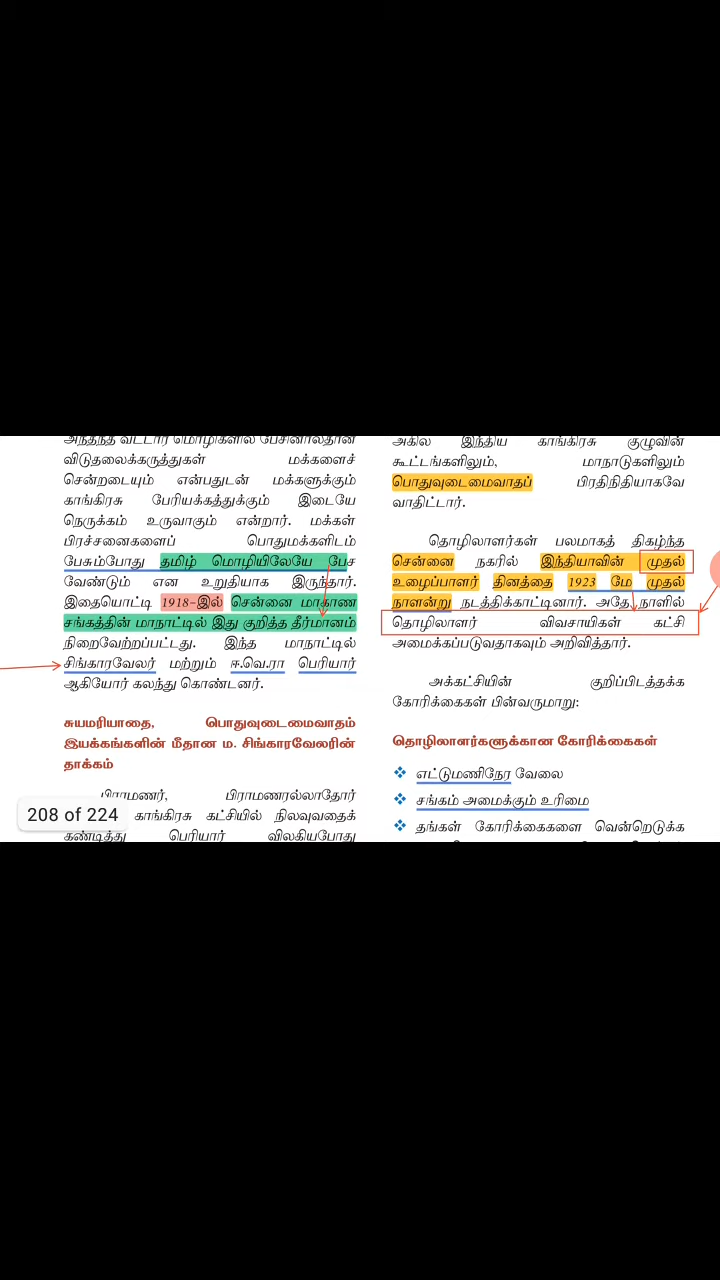 அந்தந்த வட்டார மொழிகளில் பேசினால்தான்
விடுதலைக்கருத்துகள் மக்களைச்
சென்றடையும் என்பதுடன் மக்களுக்கும்
காங்கிரசு பேரியக்கத்துக்கும் இடையே
நெருக்கம் உருவாகும் என்றார். மக்கள்
பிரச்சனைகளைப் பொதுமக்களிடம்
பேசும்போது தமிழ் மொழியிலேயே பேச
வேண்டும் என உறுதியாக இருந்தார்.
இதையொட்டி 1918-இல் சென்னை மாகாண
சங்கத்தின் மாநாட்டில் இது குறித்த தீர்மானம்
நிறைவேற்றப்பட்டது. இந்த மாநாட்டில்
சிங்காரவேலர் மற்றும் ஈ.வெ.ரா பெரியார்
ஆகியோர் கலந்து கொண்டனர்.
சுயமரியாதை, பொதுவுடமைவாதம்
இயக்கங்களின் மீதான ம. சிங்காரவேலரின்
தாக்கம்
பிராமணர், பிராமணரல்லாதோர்
காங்கிரசு கட்சியில் நிலவுவதைக்
கண்டித்து பெரியார் விலகியபோது
208 of 224
அகில இந்திய காங்கிரசு குழுவின்
கூட்டங்களிலும், மாநாடுகளிலும்
பொதுவுடைமைவாதப் பிரதிநிதியாகவே
வாதிட்டார்.
தொழிலாளர்கள் பலமாகத் திகழ்ந்த
சென்னை நகரில் இந்தியாவின் முதல்
உழைப்பாளர் தினத்தை 1923 மே முதல்
நாளன்று நடத்திக்காட்டினார். அதே நாளில்
தொழிலாளர் விவசாயிகள் கட்சி
அமைக்கப்படுவதாகவும் அறிவித்தார்.
அக்கட்சியின் குறிப்பிடத்தக்க
கோரிக்கைகள் பின்வருமாறு:
தொழிலாளர்களுக்கான கோரிக்கைகள்
❖ எட்டுமணிநேர வேலை
❖ சங்கம் அமைக்கும் உரிமை
❖ தங்கள் கோரிக்கைகளை வென்றெடுக்க